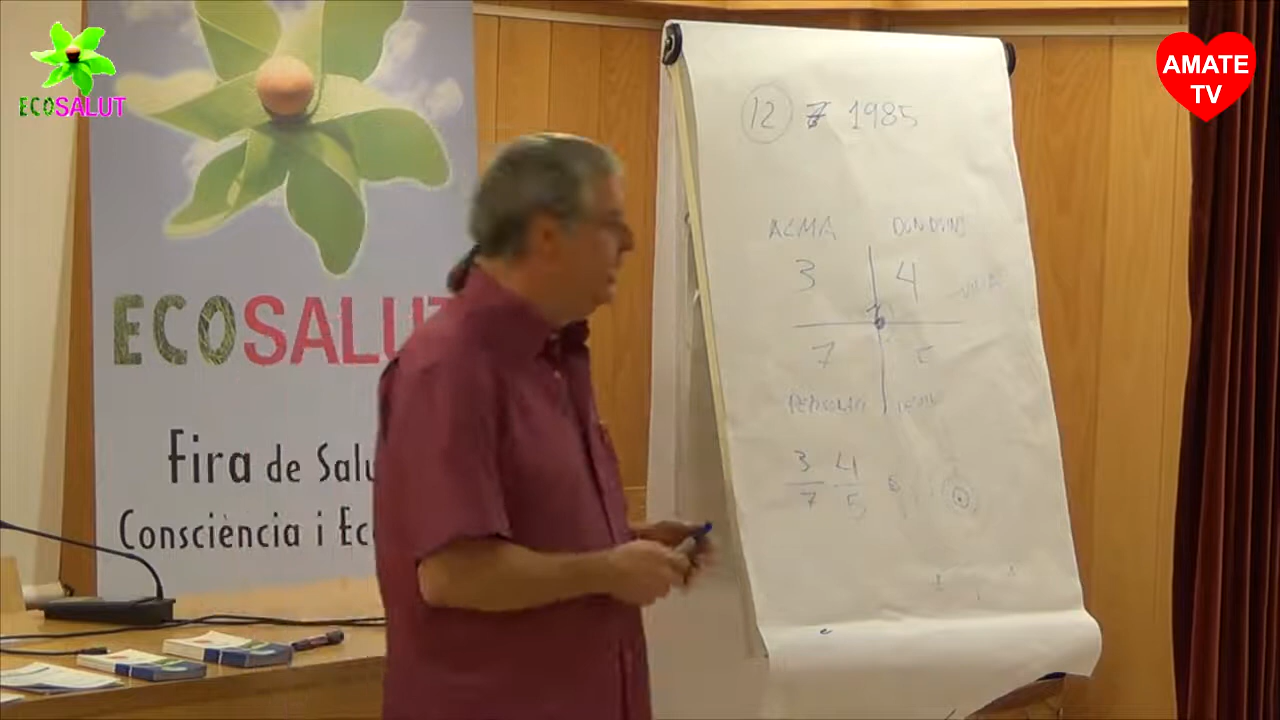 ECOSALUT
AMATE
TV
ECOSALUT
Fira de Salu
Consciència i Ec
12 7 1985
ALMA
3 4
7 5
3 4
7 5